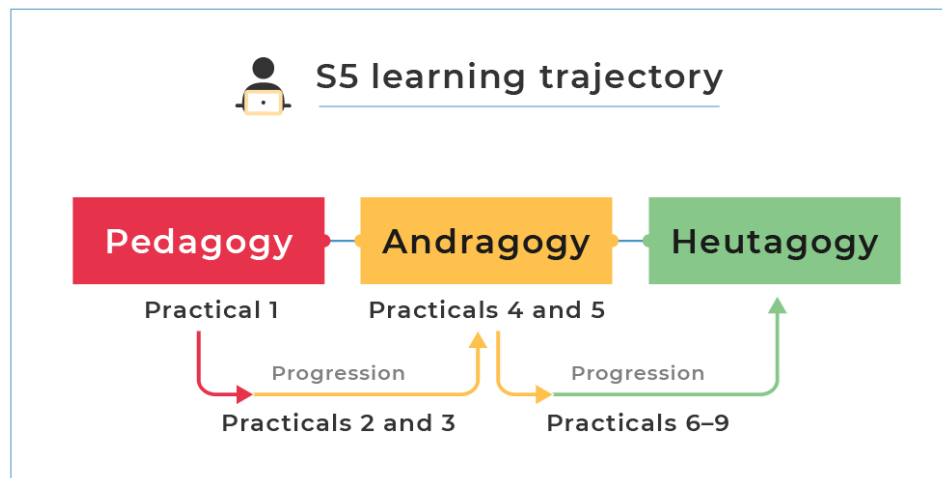 S5 learning trajectory
Pedagogy
Andragogy
Heutagogy
Practical 1
Practicals 4 and 5
Progression
Progression
Practicals 2 and 3
Practicals 6–9